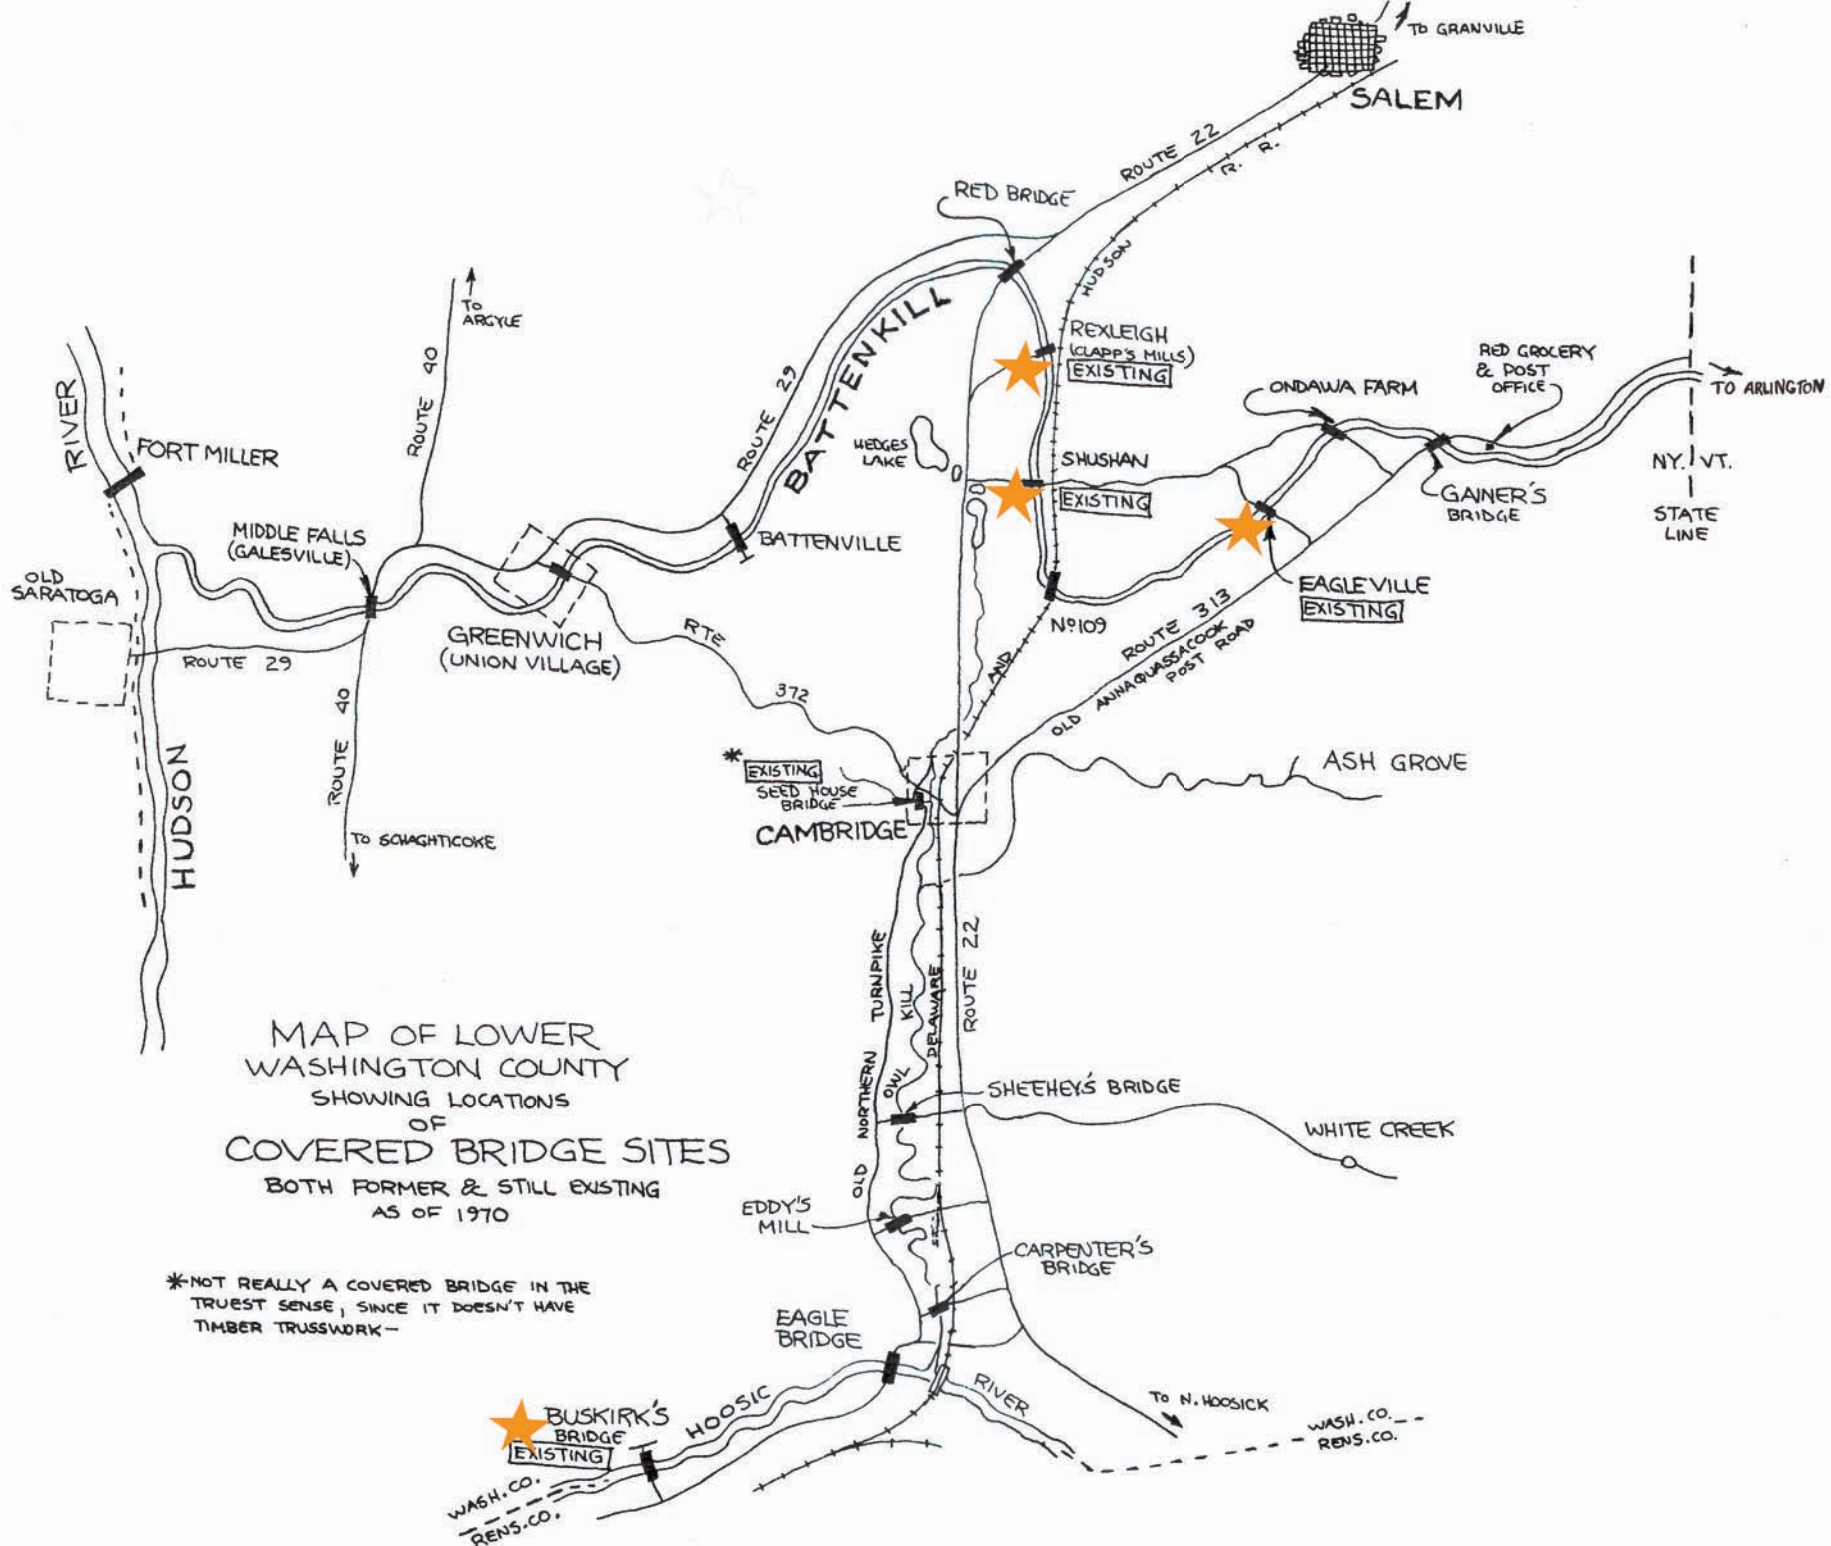 TO GRANVILLE
SALEM
ROUTE 22
R. R.
RED BRIDGE
HUDSON
TO
ARGYLE
ROUTE 40
BATTENKILL
ROUTE 29
REXLEIGH
(CLAPP'S MILLS)
EXISTING
RED GROCERY
& POST
OFFICE
ONDAWA FARM
TO ARLINGTON
RIVER
FORT MILLER
HEDGES
LAKE
SHUSHAN
EXISTING
NY. VT.
STATE
LINE
GAINER'S
BRIDGE
MIDDLE FALLS
(GALESVILLE)
BATTENVILLE
OLD
SARATOGA
EAGLEVILLE
EXISTING
GREENWICH
(UNION VILLAGE)
ROUTE 29
RTE
372
Nº109
ROUTE 313
OLD ANNAQUASSACOOK
POST ROAD
AND
ROUTE 40
HUDSON
* EXISTING
SEED HOUSE
BRIDGE
CAMBRIDGE
ASH GROVE
TO SCHAGHTICOKE
OLD NORTHERN TURNPIKE
OWL KILL
DELAWARE
ROUTE 22
MAP OF LOWER
WASHINGTON COUNTY
SHOWING LOCATIONS
OF
COVERED BRIDGE SITES
BOTH FORMER & STILL EXISTING
AS OF 1970
SHEEHEY'S BRIDGE
WHITE CREEK
EDDY'S
MILL
CARPENTER'S
BRIDGE
*NOT REALLY A COVERED BRIDGE IN THE
TRUEST SENSE, SINCE IT DOESN'T HAVE
TIMBER TRUSSWORK—
EAGLE
BRIDGE
HOOSIC
RIVER
TO N. HOOSICK
BUSKIRK'S
BRIDGE
EXISTING
WASH. CO.
RENS. CO.
WASH. CO.
RENS. CO.